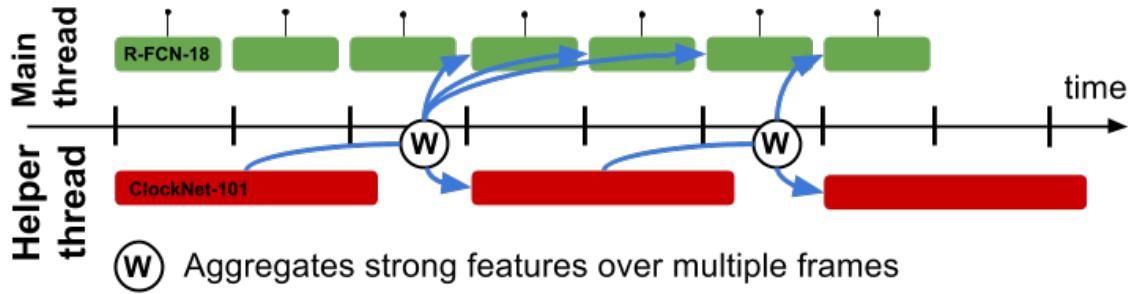 Main
thread
R-FCN-18
time
W
W
Helper
thread
ClockNet-101
W Aggregates strong features over multiple frames